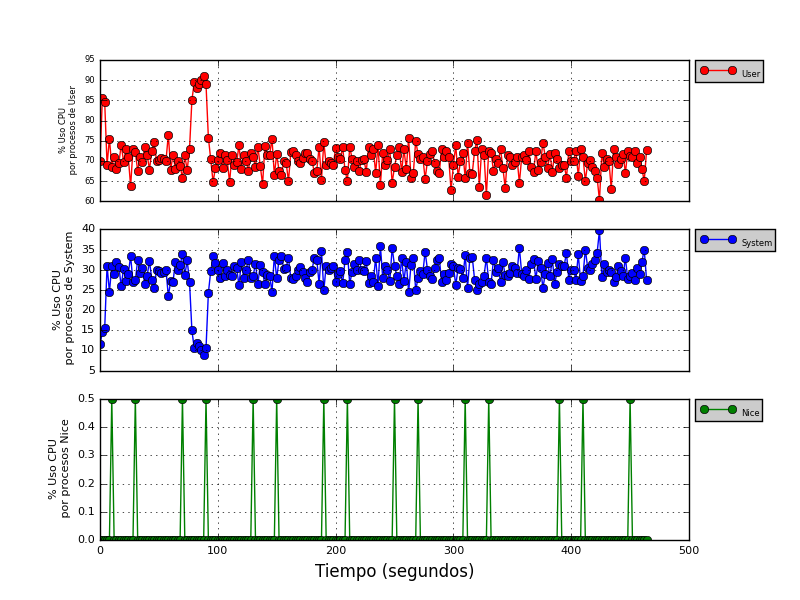 95
90
85
80
75
70
65
60
% Uso CPU
por procesos de User
User
40
35
30
25
20
15
10
5
% Uso CPU
por procesos de System
System
0.5
0.4
0.3
0.2
0.1
0.0
% Uso CPU
por procesos Nice
Nice
0 100 200 300 400 500
Tiempo (segundos)